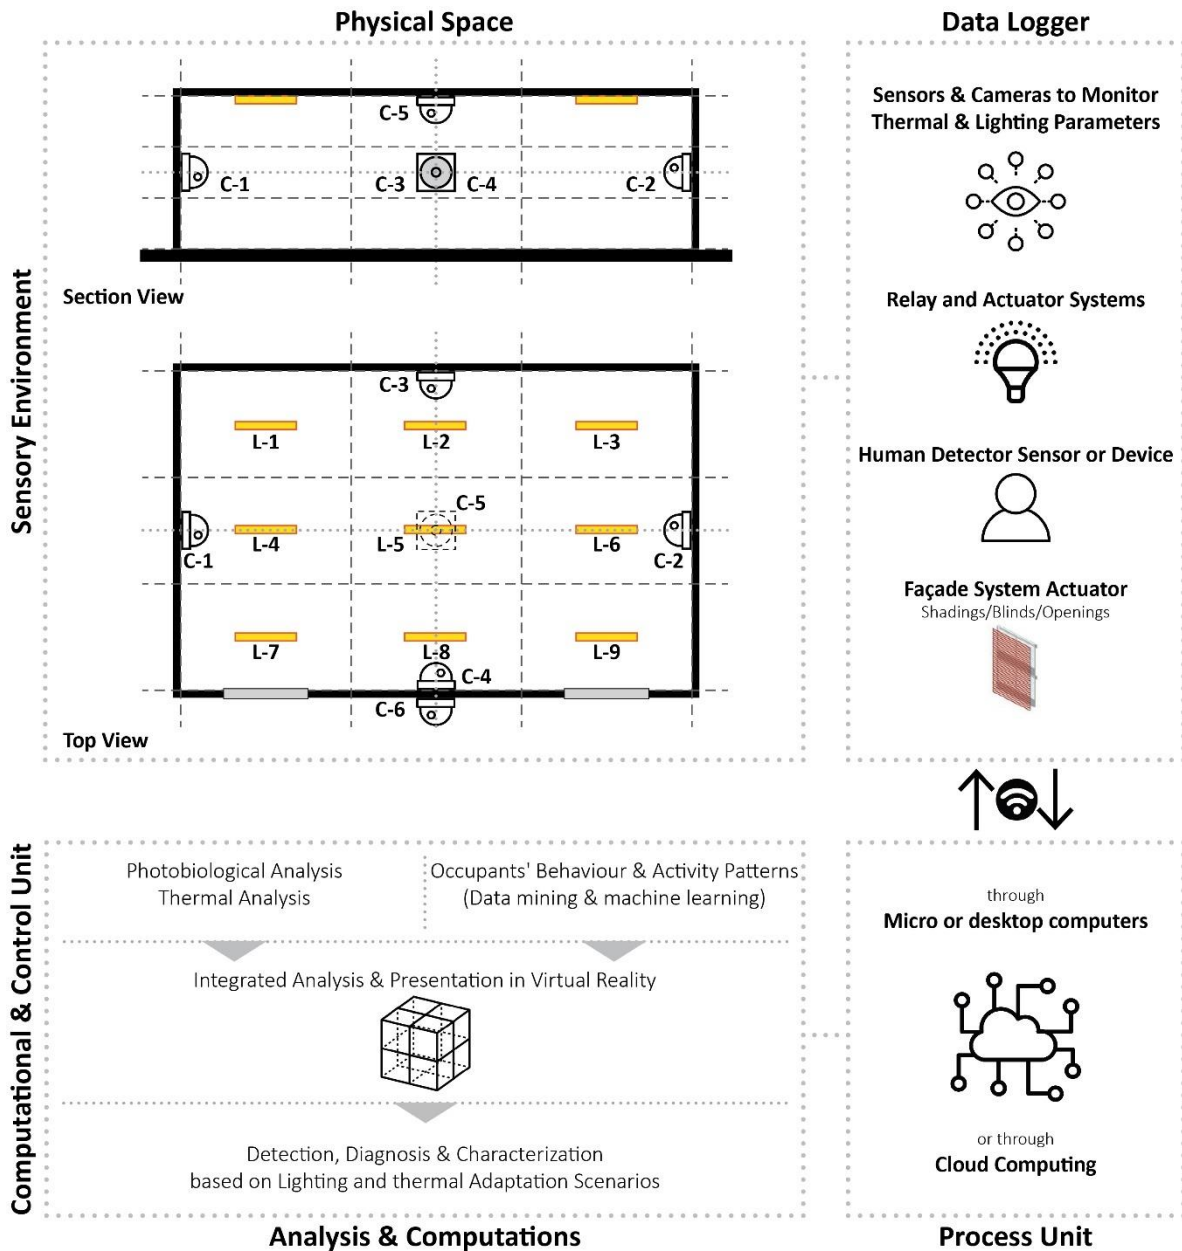 Physical Space
Data Logger
Sensory Environment
C-5
C-1
C-3
C-4
C-2
Section View
C-3
L-1
L-2
L-3
C-5
C-1
L-4
L-5
L-6
C-2
L-7
L-8
L-9
C-4
C-6
Top View
Sensors & Cameras to Monitor
Thermal & Lighting Parameters
Relay and Actuator Systems
Human Detector Sensor or Device
Façade System Actuator
Shadings/Blinds/Openings
Computational & Control Unit
Photobiological Analysis
Thermal Analysis
Occupants' Behaviour & Activity Patterns
(Data mining & machine learning)
Integrated Analysis & Presentation in Virtual Reality
Detection, Diagnosis & Characterization
based on Lighting and thermal Adaptation Scenarios
through
Micro or desktop computers
or through
Cloud Computing
Analysis & Computations
Process Unit